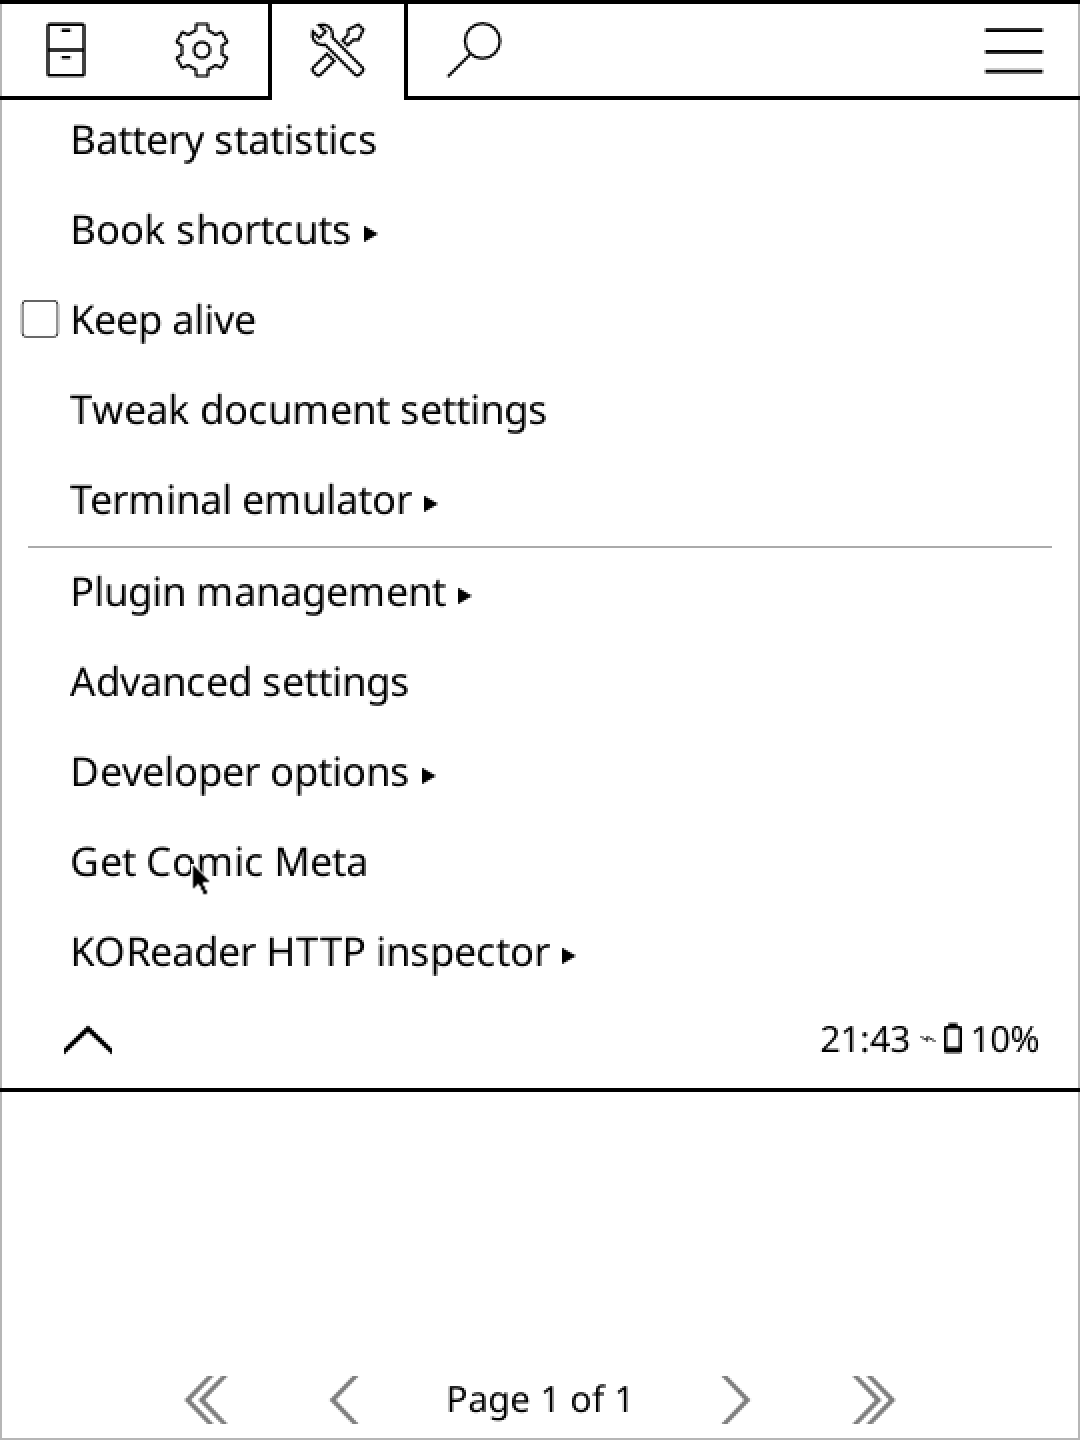 Battery statistics
Book shortcuts ▸
Keep alive
Tweak document settings
Terminal emulator ▸
Plugin management ▸
Advanced settings
Developer options ▸
Get Comic Meta
KOReader HTTP inspector ▸
21:43 10%
Page 1 of 1